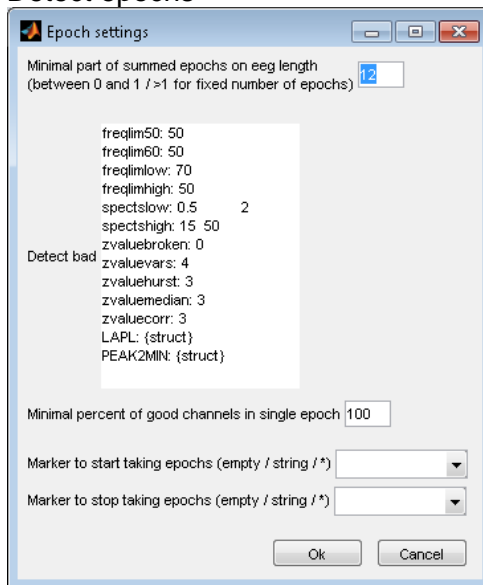 Detect epochs
Epoch settings
Minimal part of summed epochs on eeg length
(between 0 and 1 / >1 for fixed number of epochs) 12
freqlim50: 50
freqlim60: 50
freqlimlow: 70
freqlimhigh: 50
spectslow: 0.5 2
spectshigh: 15 50
zvaluebroken: 0
Detect bad
zvaluevars: 4
zvaluehurst: 3
zvaluemedian: 3
zvaluecorr: 3
LAPL: {struct}
PEAK2MIN: {struct}
Minimal percent of good channels in single epoch 100
Marker to start taking epochs (empty / string / *)
Marker to stop taking epochs (empty / string / *)
Ok Cancel